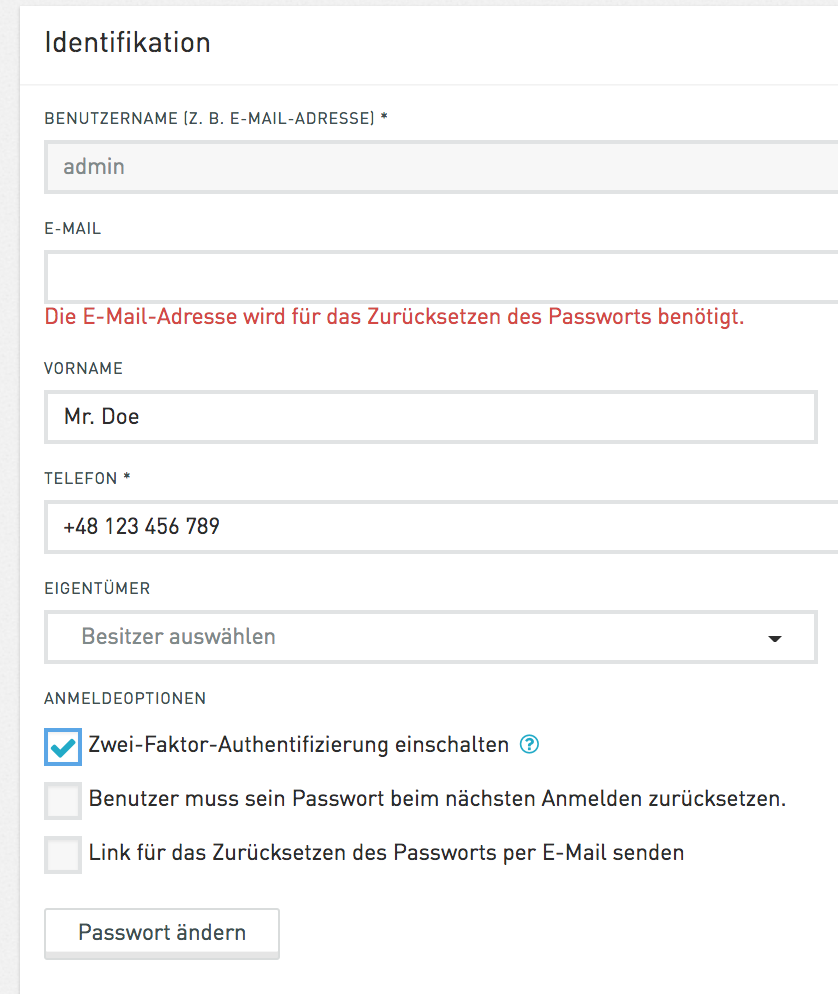 Identifikation
BENUTZERNAME (Z. B. E-MAIL-ADRESSE) *
admin
E-MAIL
Die E-Mail-Adresse wird für das Zurücksetzen des Passworts benötigt.
VORNAME
Mr. Doe
TELEFON *
+48 123 456 789
EIGENTÜMER
Besitzer auswählen
ANMELDEOPTIONEN
Zwei-Faktor-Authentifizierung einschalten ?
Benutzer muss sein Passwort beim nächsten Anmelden zurücksetzen.
Link für das Zurücksetzen des Passworts per E-Mail senden
Passwort ändern